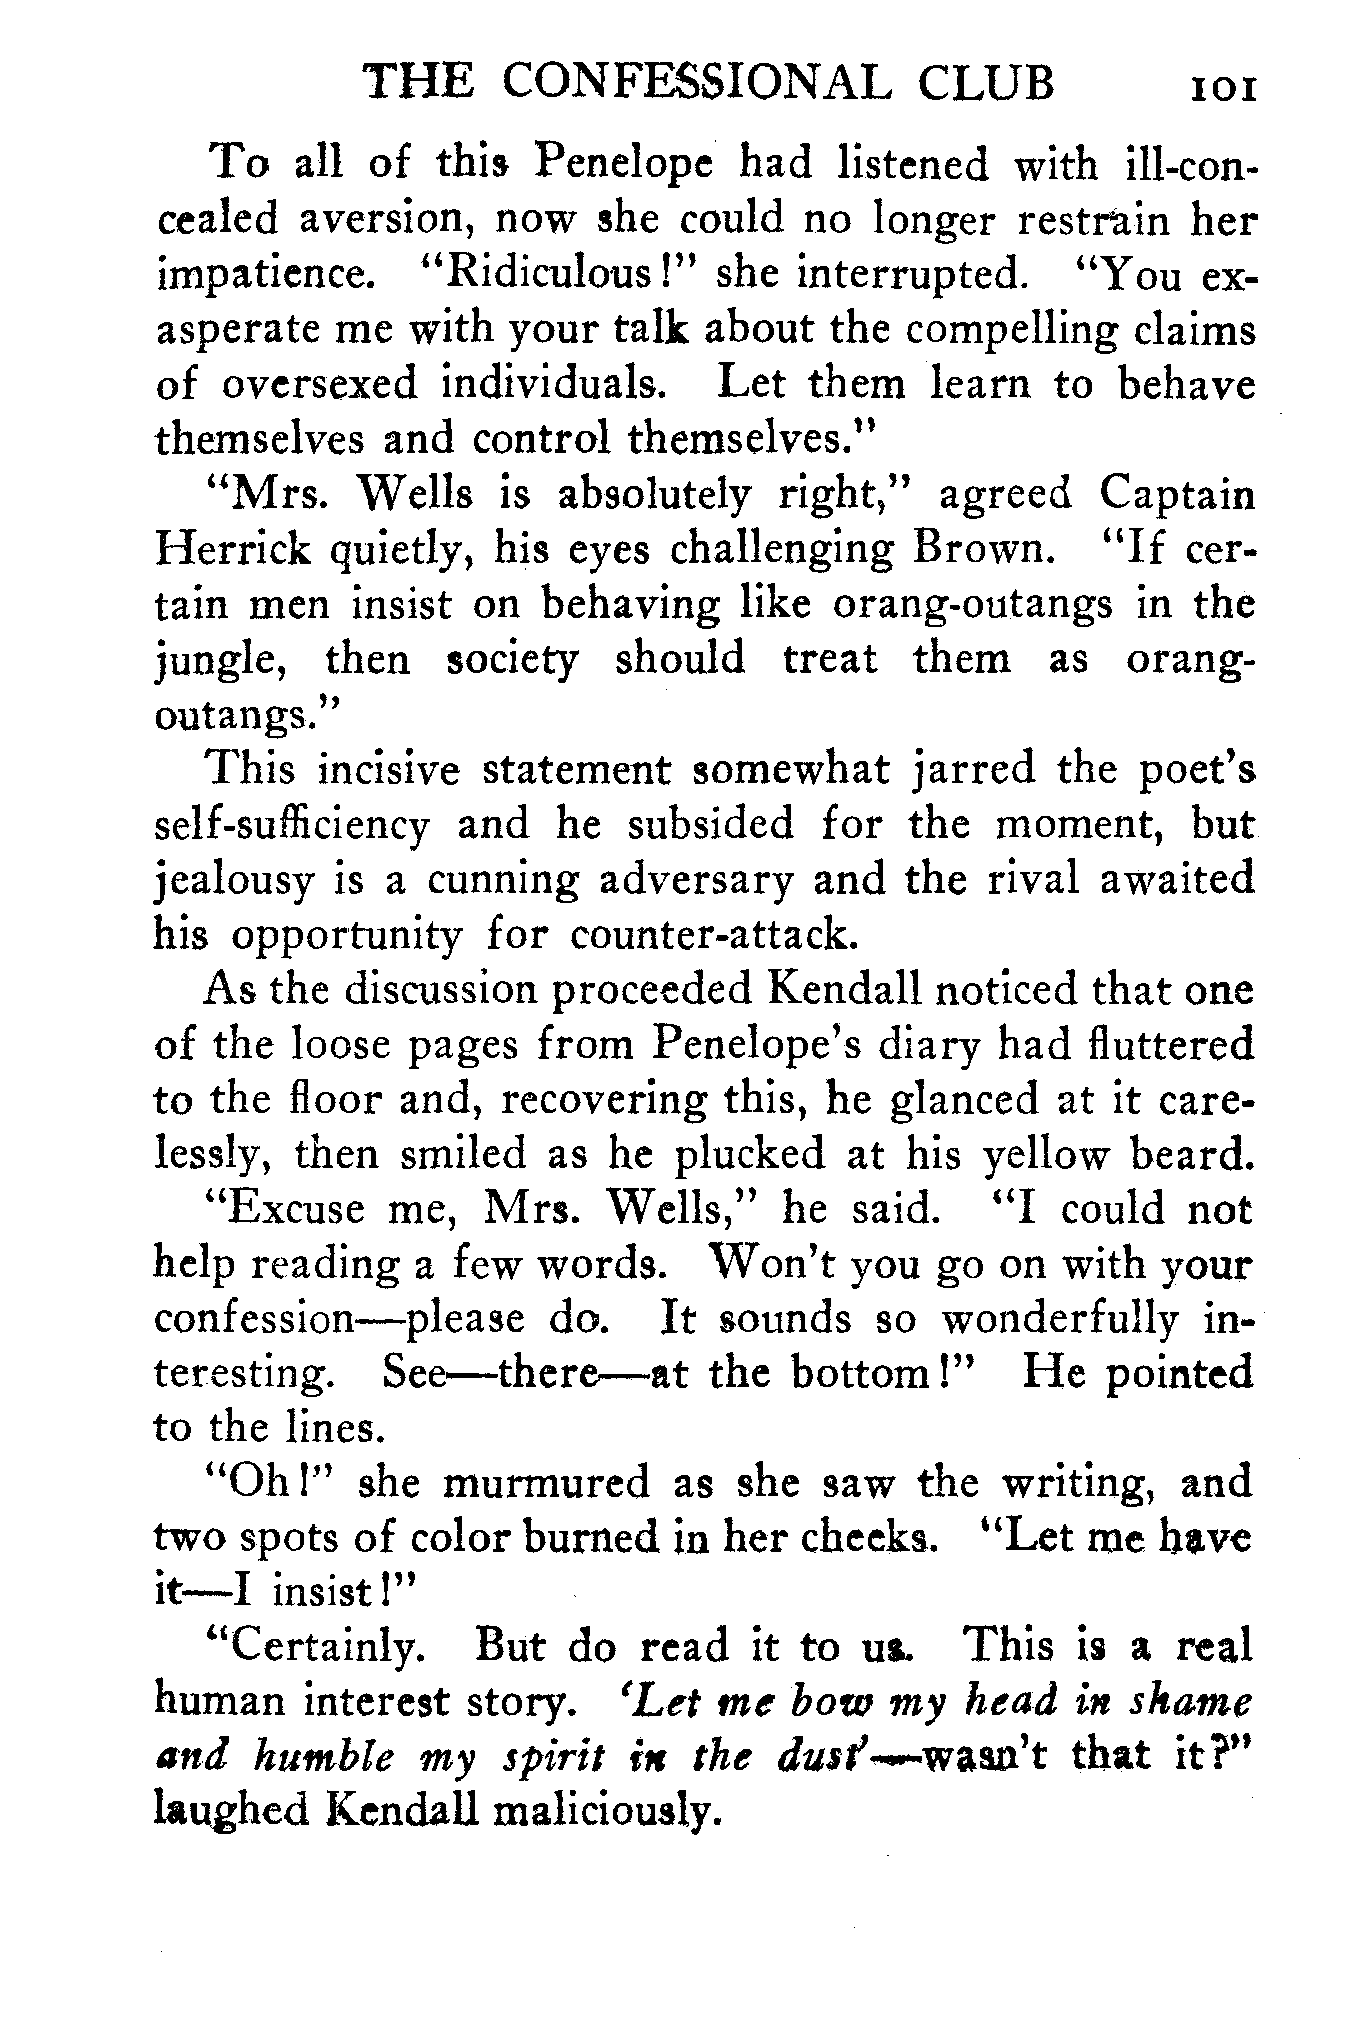 THE CONFESSIONAL CLUB 101
To all of this Penelope had listened with ill-con-
cealed aversion, now she could no longer restrain her
impatience. "Ridiculous!" she interrupted. "You ex-
asperate me with your talk about the compelling claims
of oversexed individuals. Let them learn to behave
themselves and control themselves."
"Mrs. Wells is absolutely right," agreed Captain
Herrick quietly, his eyes challenging Brown. "If cer-
tain men insist on behaving like orang-outangs in the
jungle, then society should treat them as orang-
outangs."
This incisive statement somewhat jarred the poet's
self-sufficiency and he subsided for the moment, but
jealousy is a cunning adversary and the rival awaited
his opportunity for counter-attack.
As the discussion proceeded Kendall noticed that one
of the loose pages from Penelope's diary had fluttered
to the floor and, recovering this, he glanced at it care-
lessly, then smiled as he plucked at his yellow beard.
"Excuse me, Mrs. Wells," he said. "I could not
help reading a few words. Won't you go on with your
confession—please do. It sounds so wonderfully in-
teresting. See—there—at the bottom!" He pointed
to the lines.
"Oh!" she murmured as she saw the writing, and
two spots of color burned in her cheeks. "Let me have
it—I insist!"
"Certainly. But do read it to us. This is a real
human interest story. 'Let me bow my head in shame
and humble my spirit in the dust'—wasn't that it?"
laughed Kendall maliciously.